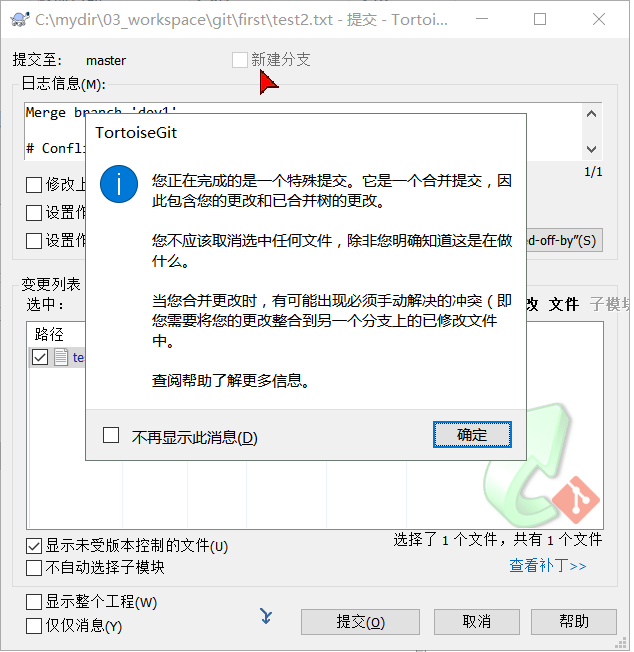 C:\mydir\03_workspace\git\first\test2.txt - 提交 - Tortoi...
提交至: master 新建分支
日志信息(M):
Merge branch 'dev1'
# Confli
1/1
修改上
设置作
设置选
ed-off-by"(S)
TortoiseGit
您正在完成的是一个特殊提交。它是一个合并提交，因
此包含您的更改和已合并树的更改。
您不应该取消选中任何文件，除非您明确知道这是在做
什么。
当您合并更改时，有可能出现必须手动解决的冲突（即
您需要将您的更改整合到另一个分支上的已修改文件
中。
查阅帮助了解更多信息。
不再显示此消息(D) 确定
变更列表
选中： 改 文件 子模块
路径
te
显示未受版本控制的文件(U) 选择了 1 个文件，共有 1 个文件
不自动选择子模块 查看补丁>>
显示整个工程(W)
仅仅消息(Y)
提交(O) 取消 帮助